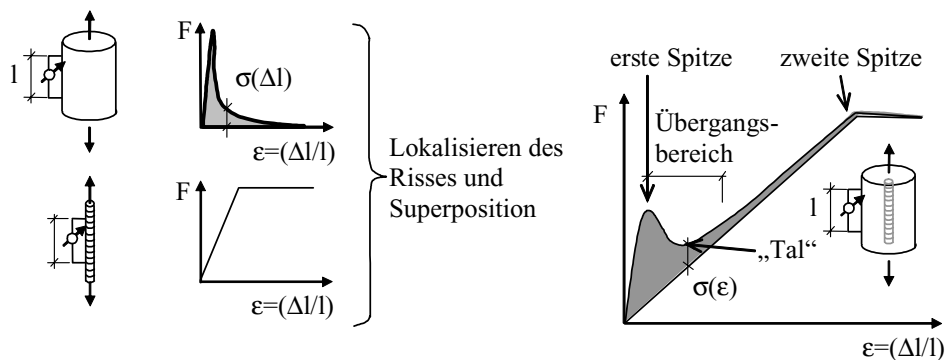 l
F
σ(Δl)
ε=(Δl/l)
F
ε=(Δl/l)
Lokalisieren des
Risses und
Superposition
erste Spitze
zweite Spitze
F
Übergangs-
bereich
l
„Tal“
σ(ε)
ε=(Δl/l)